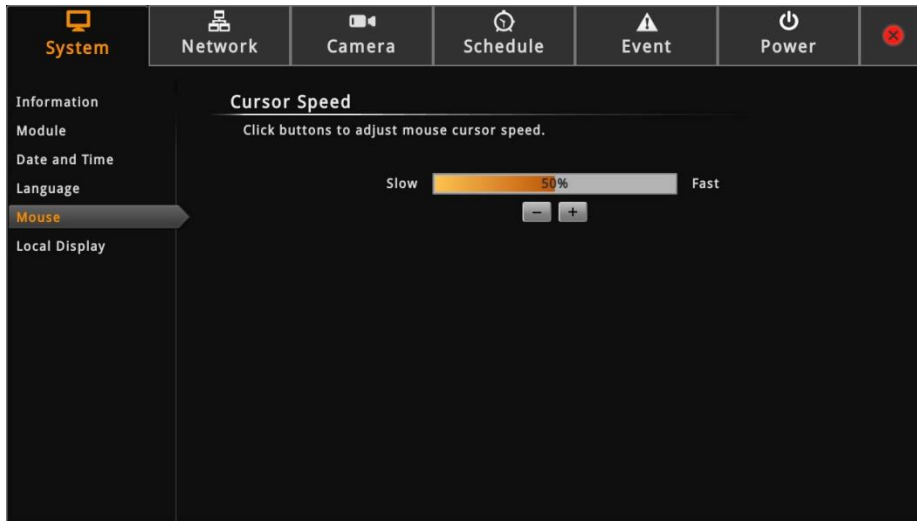 System Network Camera Schedule Event Power
Information
Module
Date and Time
Language
Mouse
Local Display
Cursor Speed
Click buttons to adjust mouse cursor speed.
Slow 50% Fast
- +